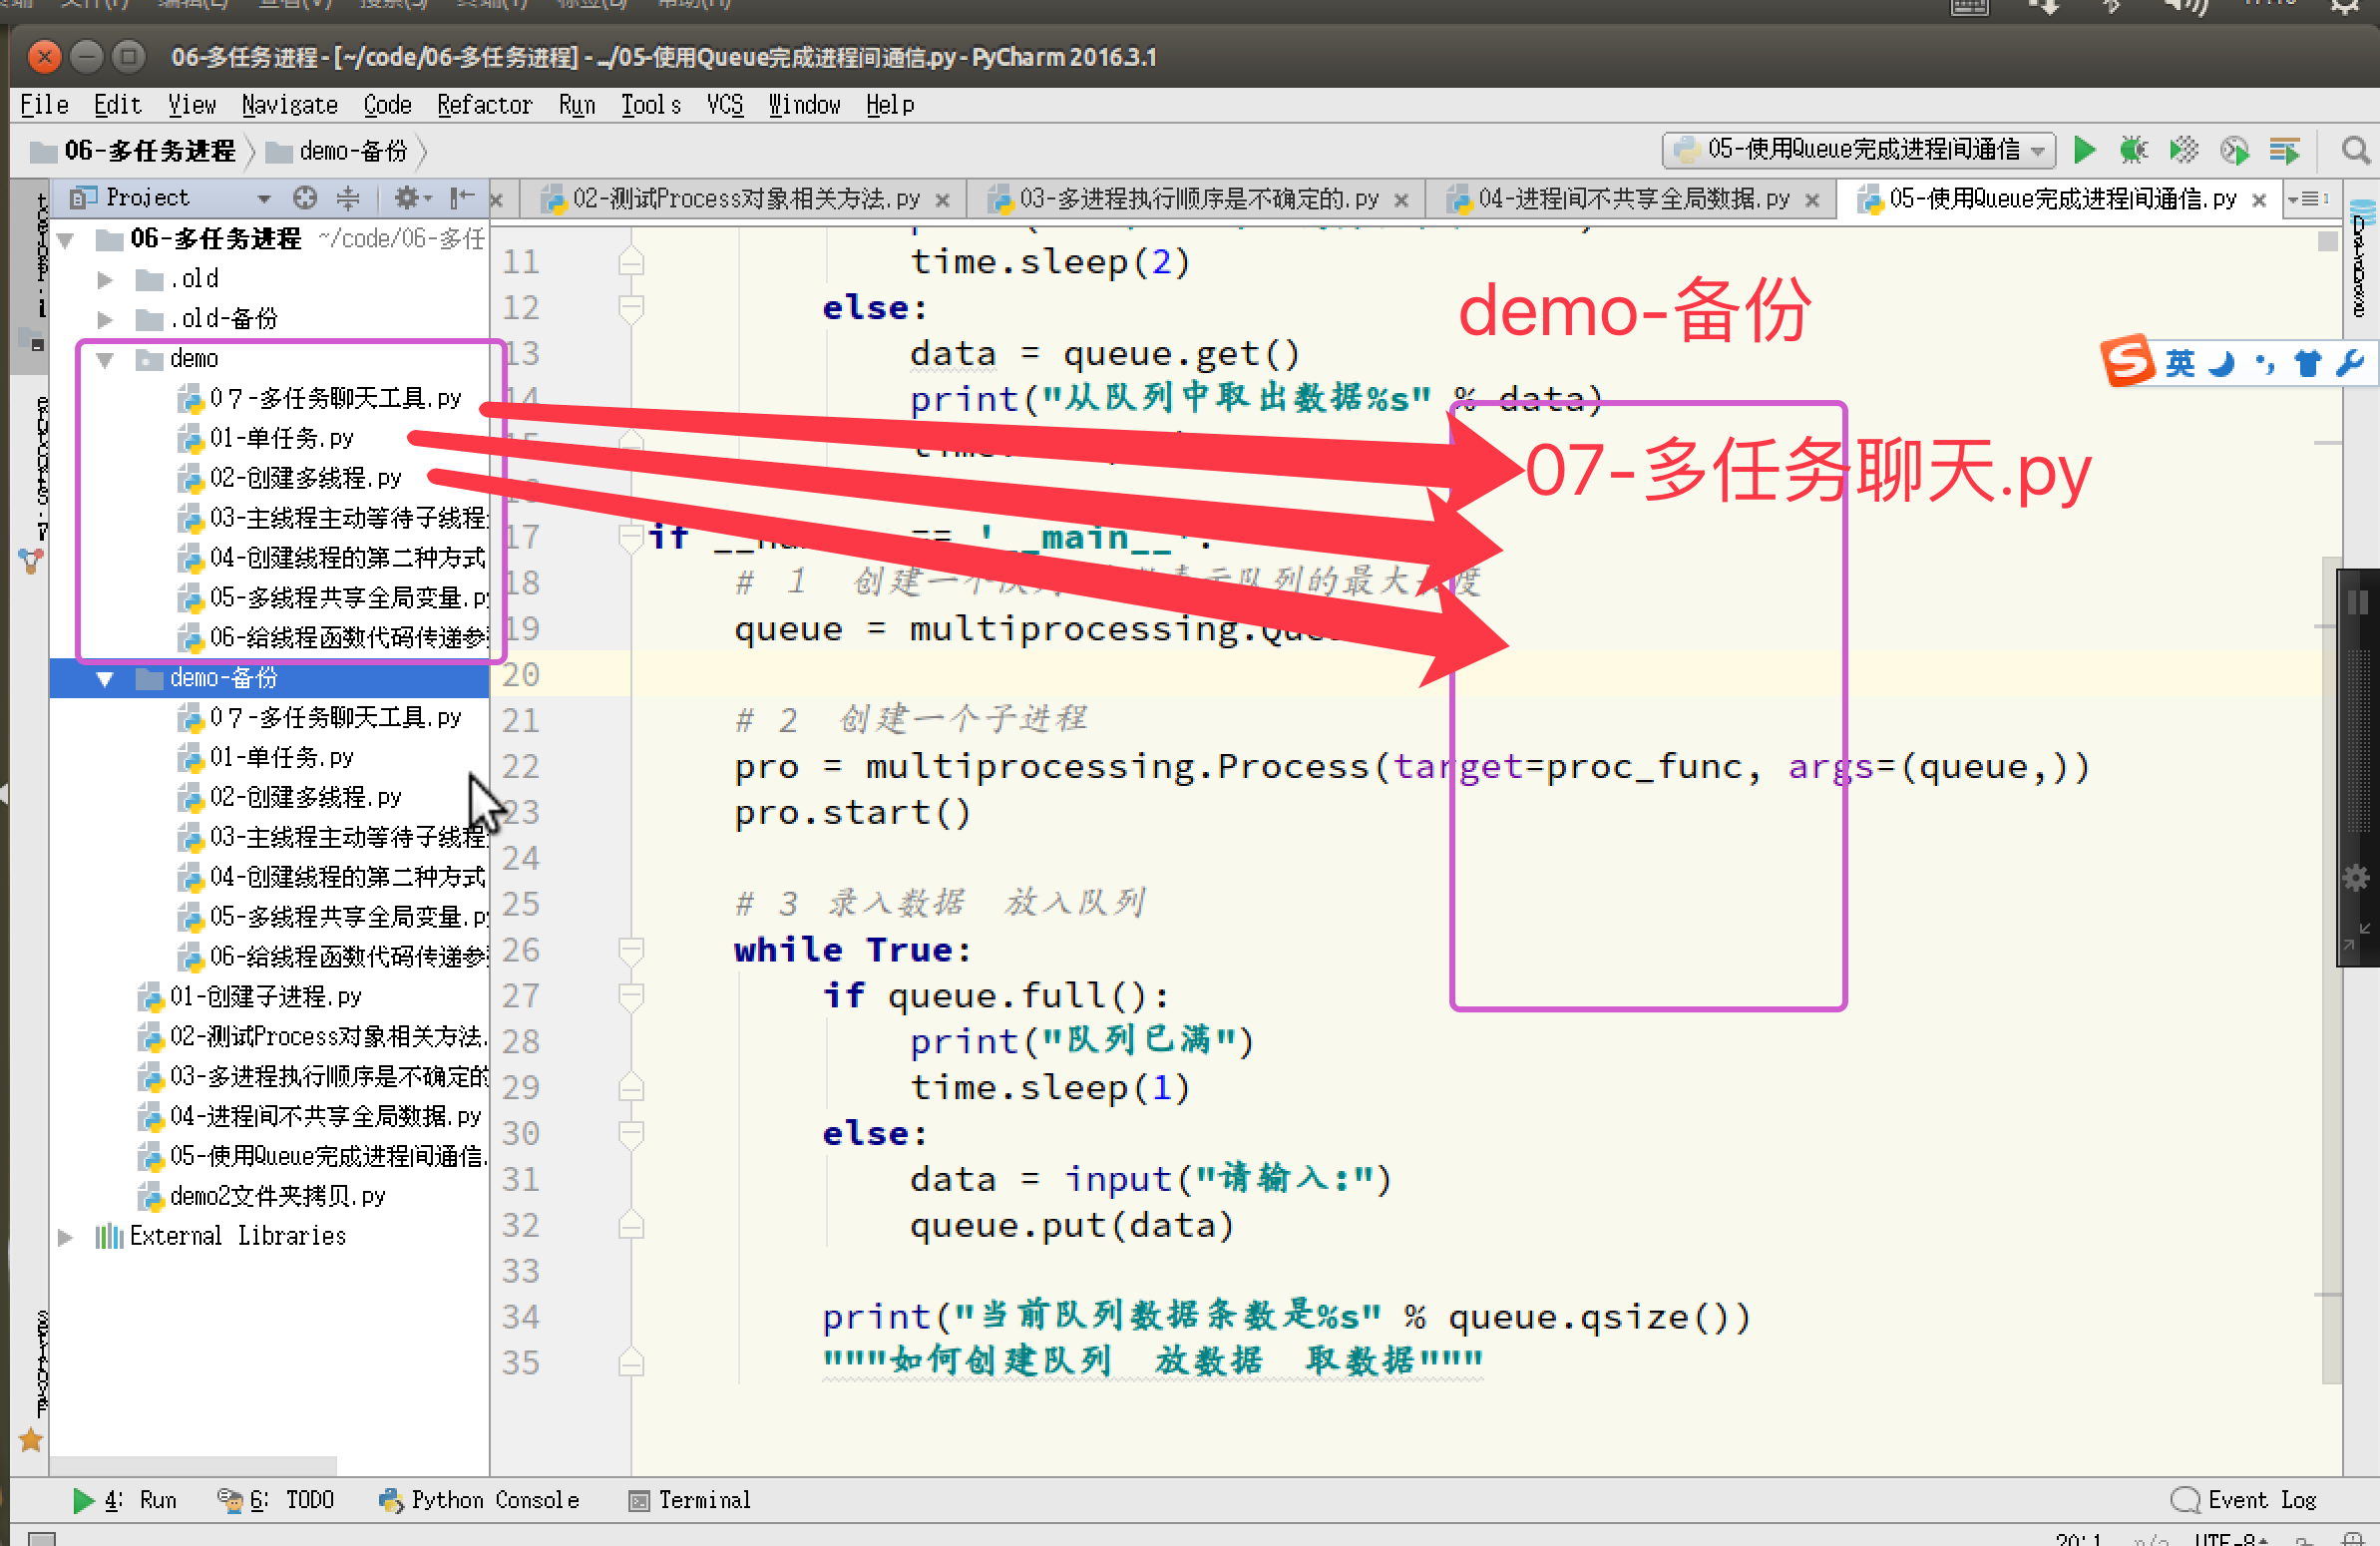 终端 文件(F) 编辑(E) 查看(V) 搜索(S) 终端(T) 标签(B) 帮助(H)
06-多任务进程 - [~/code/06-多任务进程] - .../05-使用Queue完成进程间通信.py - PyCharm 2016.3.1
File Edit View Navigate Code Refactor Run Tools VCS Window Help
06-多任务进程 demo-备份
05-使用Queue完成进程间通信
Project
02-测试Process对象相关方法.py
03-多进程执行顺序是不确定的.py
04-进程间不共享全局数据.py
05-使用Queue完成进程间通信.py
06-多任务进程 ~/code/06-多任
.old
.old-备份
demo
07-多任务聊天工具.py
01-单任务.py
02-创建多线程.py
03-主线程主动等待子线程
04-创建线程的第二种方式
05-多线程共享全局变量.p
06-给线程函数代码传递参
demo-备份
07-多任务聊天工具.py
01-单任务.py
02-创建多线程.py
03-主线程主动等待子线程
04-创建线程的第二种方式
05-多线程共享全局变量.p
06-给线程函数代码传递参
01-创建子进程.py
02-测试Process对象相关方法.
03-多进程执行顺序是不确定的
04-进程间不共享全局数据.py
05-使用Queue完成进程间通信.
demo2文件夹拷贝.py
External Libraries
11 time.sleep(2)
12 else:
13 data = queue.get()
14 print("从队列中取出数据%s" % data)
15
17 if == '__main__':
18 # 1 创建一个 示队列的最大 度
19 queue = multiprocessing.Que
20
21 # 2 创建一个子进程
22 pro = multiprocessing.Process(target=proc_func, args=(queue,))
23 pro.start()
24
25 # 3 录入数据 放入队列
26 while True:
27 if queue.full():
28 print("队列已满")
29 time.sleep(1)
30 else:
31 data = input("请输入:")
32 queue.put(data)
33
34 print("当前队列数据条数是%s" % queue.qsize())
35 """如何创建队列 放数据 取数据"""
demo-备份
07-多任务聊天.py
英
4: Run 6: TODO Python Console Terminal Event Log
20:1 n/a UTF-8